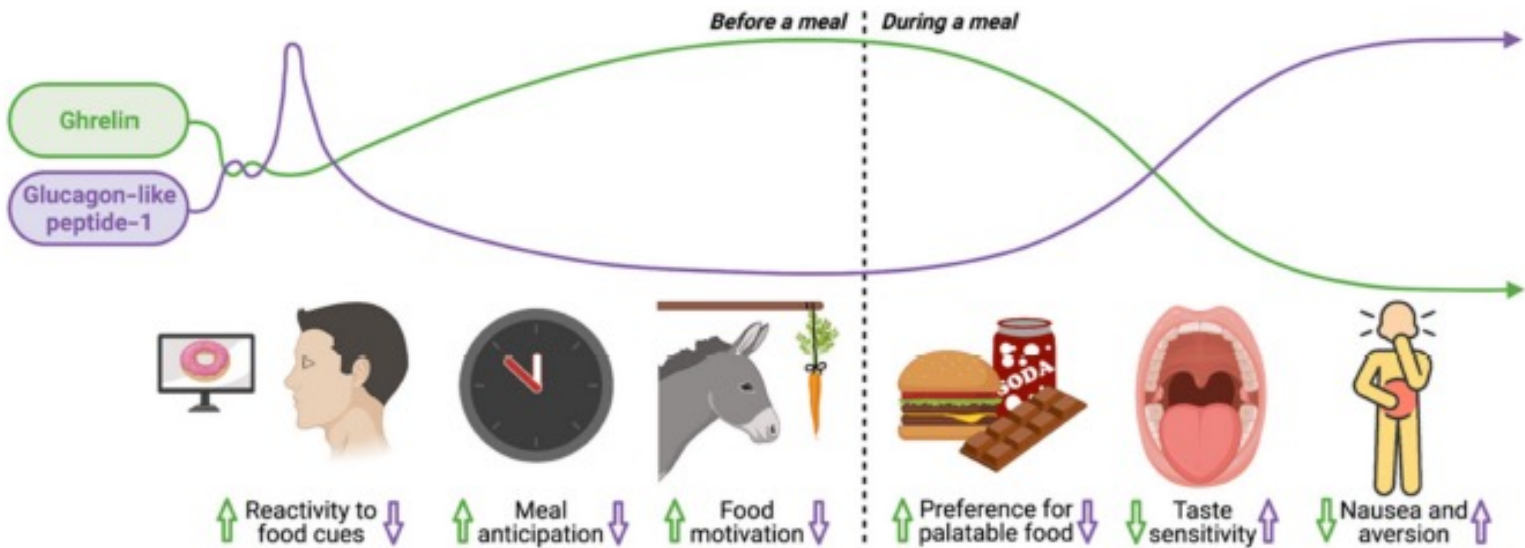 Before a meal
During a meal
Ghrelin
Glucagon-like
peptide-1
SODA
Reactivity to
food cues
Meal
anticipation
Food
motivation
Preference for
palatable food
Taste
sensitivity
Nausea and
aversion